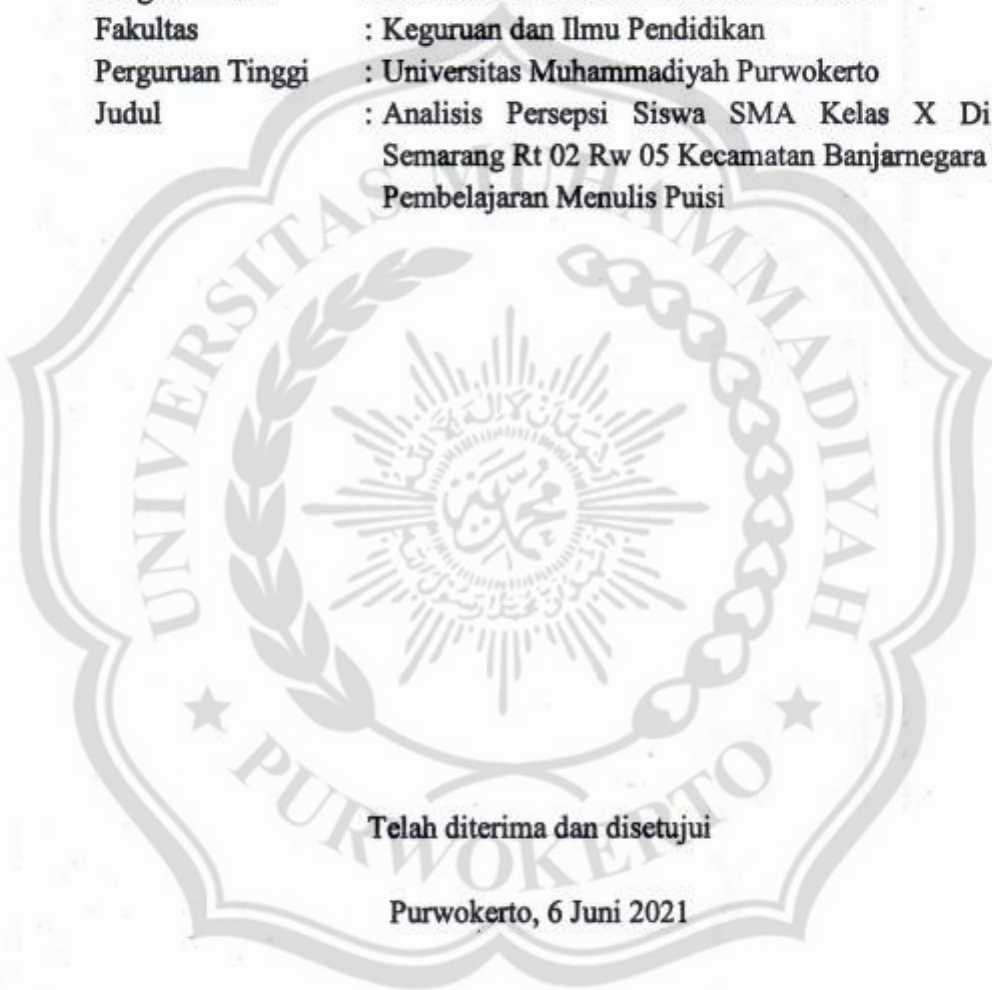 Fakultas : Keguruan dan Ilmu Pendidikan
Perguruan Tinggi : Universitas Muhammadiyah Purwokerto
Judul : Analisis Persepsi Siswa SMA Kelas X Di
Semarang Rt 02 Rw 05 Kecamatan Banjarnegara
Pembelajaran Menulis Puisi
UNIVERSITAS MUHAMMADIYAH
PURWOKERTO
Telah diterima dan disetujui
Purwokerto, 6 Juni 2021